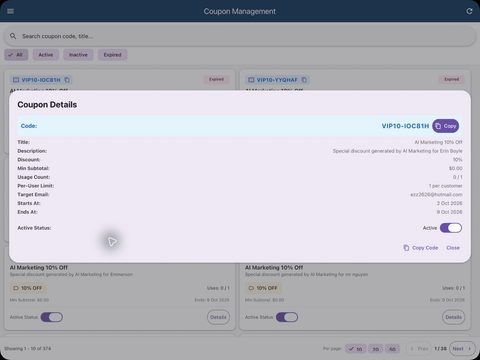 Coupon Management
Search coupon code, title...
All
Active
Inactive
Expired
VIP10-IOC81H
Expired
VIP10-YYQHAF
Expired
Coupon Details
Code:
VIP10-IOC81H
Copy
Title:
AI Marketing 10% Off
Description:
Special discount generated by AI Marketing for Erin Boyle
Discount:
10%
Min Subtotal:
$0.00
Usage Count:
0 / 1
Per-User Limit:
1 per customer
Target Email:
Starts At:
2 Oct 2026
Ends At:
9 Oct 2026
Active Status:
Active
Copy Code
Close
AI Marketing 10% Off
Special discount generated by AI Marketing for Emmerson
10% OFF
Uses: 0 / 1
Min Subtotal: $0.00
Ends: 9 Oct 2026
Active Status
Details
AI Marketing 10% Off
Special discount generated by AI Marketing for mr nguyen
10% OFF
Uses: 0 / 1
Min Subtotal: $0.00
Ends: 9 Oct 2026
Active Status
Details
Showing 1 - 10 of 374
Per page:
10
20
50
Prev
1 / 38
Next